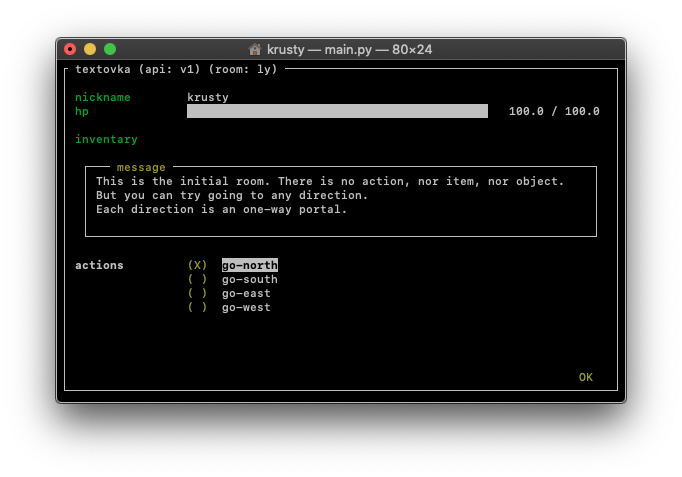 krusty — main.py — 80×24
textovka (api: v1) (room: ly)
nickname krusty
hp 100.0 / 100.0
inventory
message
This is the initial room. There is no action, nor item, nor object.
But you can try going to any direction.
Each direction is an one-way portal.
actions (X) go-north
( ) go-south
( ) go-east
( ) go-west
OK